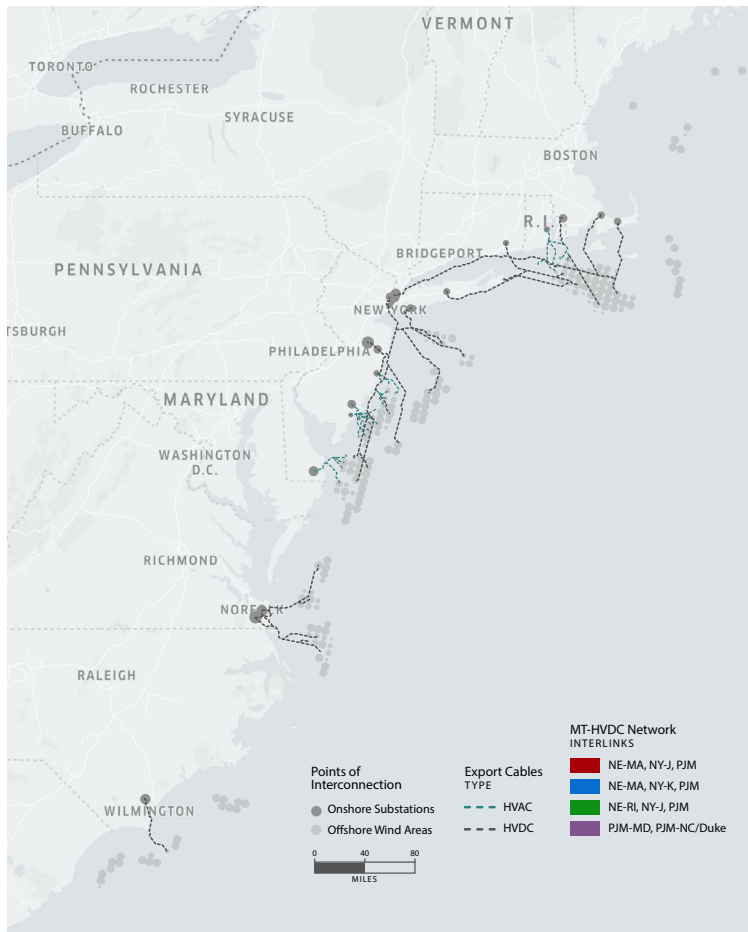 VERMONT
TORONTO
ROCHESTER
SYRACUSE
BUFFALO
BOSTON
R.I.
BRIDGEPORT
PENNSYLVANIA
NEW YORK
TSBURGH
PHILADELPHIA
MARYLAND
WASHINGTON
D.C.
RICHMOND
NORFOLK
RALEIGH
WILMINGTON
Points of
Interconnection
Onshore Substations
Offshore Wind Areas
0 40 80
MILES
Export Cables
TYPE
HVAC
HVDC
MT-HVDC Network
INTERLINKS
NE-MA, NY-J, PJM
NE-MA, NY-K, PJM
NE-RI, NY-J, PJM
PJM-MD, PJM-NC/Duke